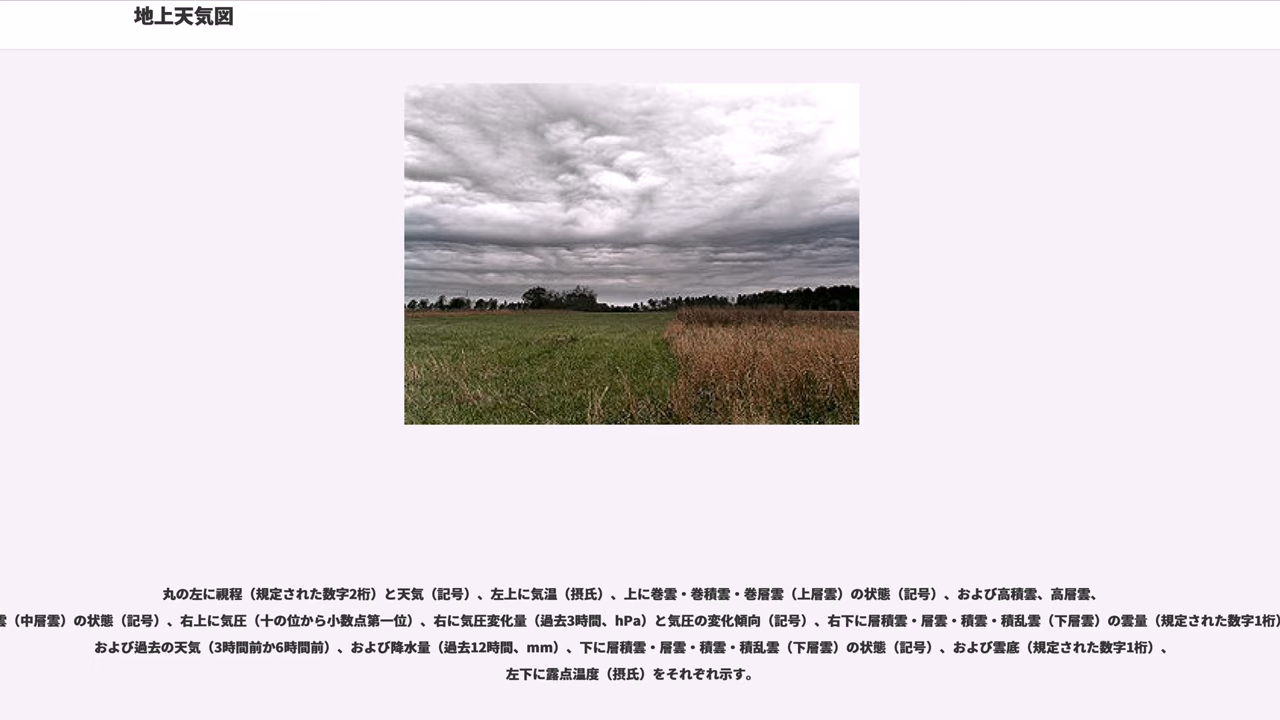 地上天気図
丸の左に視程（規定された数字2桁）と天気（記号）、左上に気温（摂氏）、上に巻雲・巻積雲・巻層雲（上層雲）の状態（記号）、および高積雲、高層雲、
雲（中層雲）の状態（記号）、右上に気圧（十の位から小数点第一位）、右に気圧変化量（過去3時間、hPa）と気圧の変化傾向（記号）、右下に層積雲・層雲・積雲・積乱雲（下層雲）の雲量（規定された数字1桁）
および過去の天気（3時間前か6時間前）、および降水量（過去12時間、mm）、下に層積雲・層雲・積雲・積乱雲（下層雲）の状態（記号）、および雲底（規定された数字1桁）、
左下に露点温度（摂氏）をそれぞれ示す。